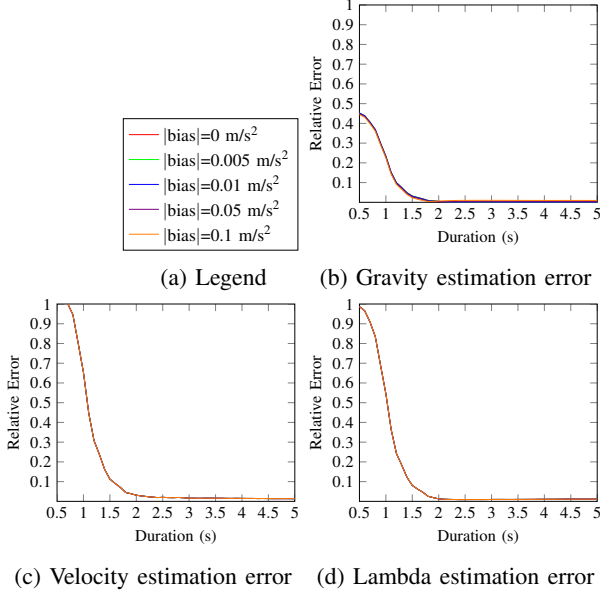 |bias|=0 m/s²
|bias|=0.005 m/s²
|bias|=0.01 m/s²
|bias|=0.05 m/s²
|bias|=0.1 m/s²
(a) Legend
1
0.9
0.8
0.7
0.6
0.5
0.4
0.3
0.2
0.1
Relative Error
0.5 1 1.5 2 2.5 3 3.5 4 4.5 5
Duration (s)
(b) Gravity estimation error
1
0.9
0.8
0.7
0.6
0.5
0.4
0.3
0.2
0.1
Relative Error
0.5 1 1.5 2 2.5 3 3.5 4 4.5 5
Duration (s)
(c) Velocity estimation error
1
0.9
0.8
0.7
0.6
0.5
0.4
0.3
0.2
0.1
Relative Error
0.5 1 1.5 2 2.5 3 3.5 4 4.5 5
Duration (s)
(d) Lambda estimation error